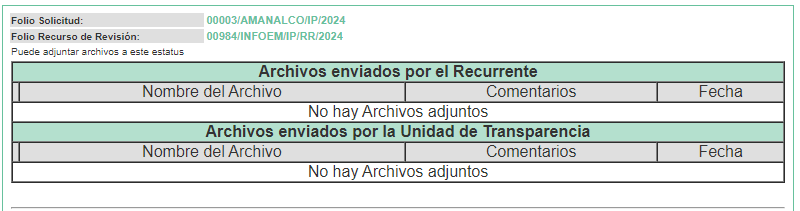 Folio Solicitud: 00003/AMANALCO/IP/2024
Folio Recurso de Revisión: 00984/INFOEM/IP/RR/2024
Puede adjuntar archivos a este estatus
Archivos enviados por el Recurrente
Nombre del Archivo Comentarios Fecha
No hay Archivos adjuntos
Archivos enviados por la Unidad de Transparencia
Nombre del Archivo Comentarios Fecha
No hay Archivos adjuntos